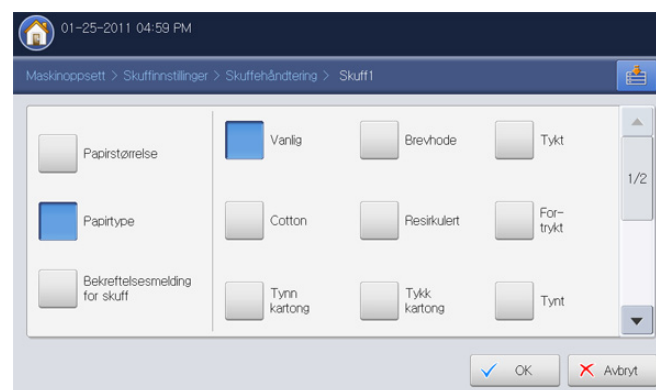 01-25-2011 04:59 PM
Maskinoppsett > Skuffinnstillinger > Skuffehåndtering > Skuff1
Papirstørrelse
Papirtype
Bekreftelsesmelding
for skuff
Vanlig
Brevhode
Tykt
Cotton
Resirkulert
For-
trykt
Tynn
kartong
Tykk
kartong
Tynt
1/2
OK
Avbryt